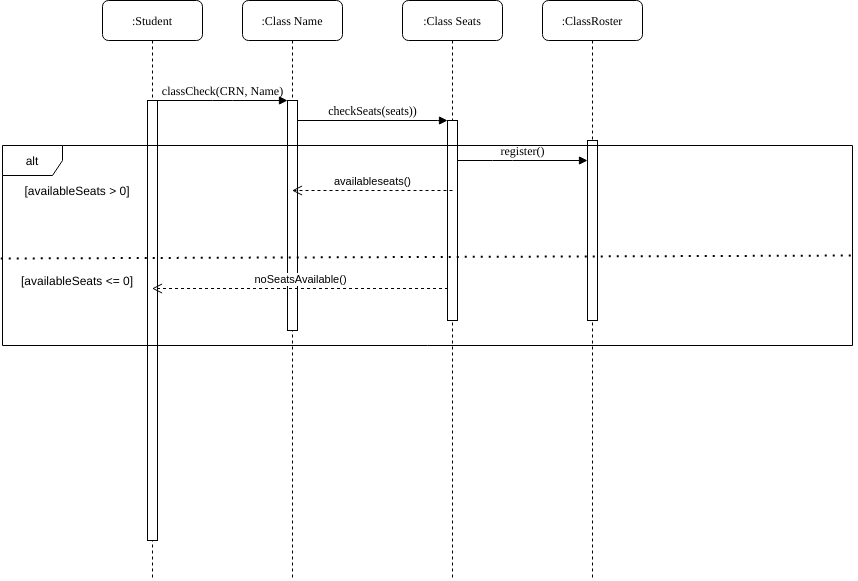 :Student
:Class Name
:Class Seats
:ClassRoster
classCheck(CRN, Name)
checkSeats(seats))
register()
alt
availableseats()
[availableSeats > 0]
noSeatsAvailable()
[availableSeats <= 0]